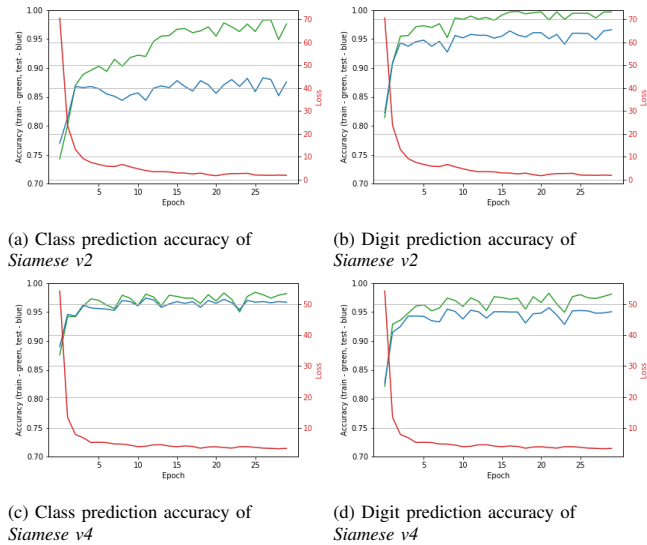 1.00
0.95
0.90
0.85
0.80
0.75
0.70
Accuracy (train - green, test - blue)
5 10 15 20 25
Epoch
70
60
50
40
30
20
10
0
Loss
1.00
0.95
0.90
0.85
0.80
0.75
0.70
Accuracy (train - green, test - blue)
5 10 15 20 25
Epoch
70
60
50
40
30
20
10
0
Loss
(a) Class prediction accuracy of
Siamese v2
(b) Digit prediction accuracy of
Siamese v2
1.00
0.95
0.90
0.85
0.80
0.75
0.70
Accuracy (train - green, test - blue)
5 10 15 20 25
Epoch
50
40
30
20
10
Loss
1.00
0.95
0.90
0.85
0.80
0.75
0.70
Accuracy (train - green, test - blue)
5 10 15 20 25
Epoch
50
40
30
20
10
Loss
(c) Class prediction accuracy of
Siamese v4
(d) Digit prediction accuracy of
Siamese v4